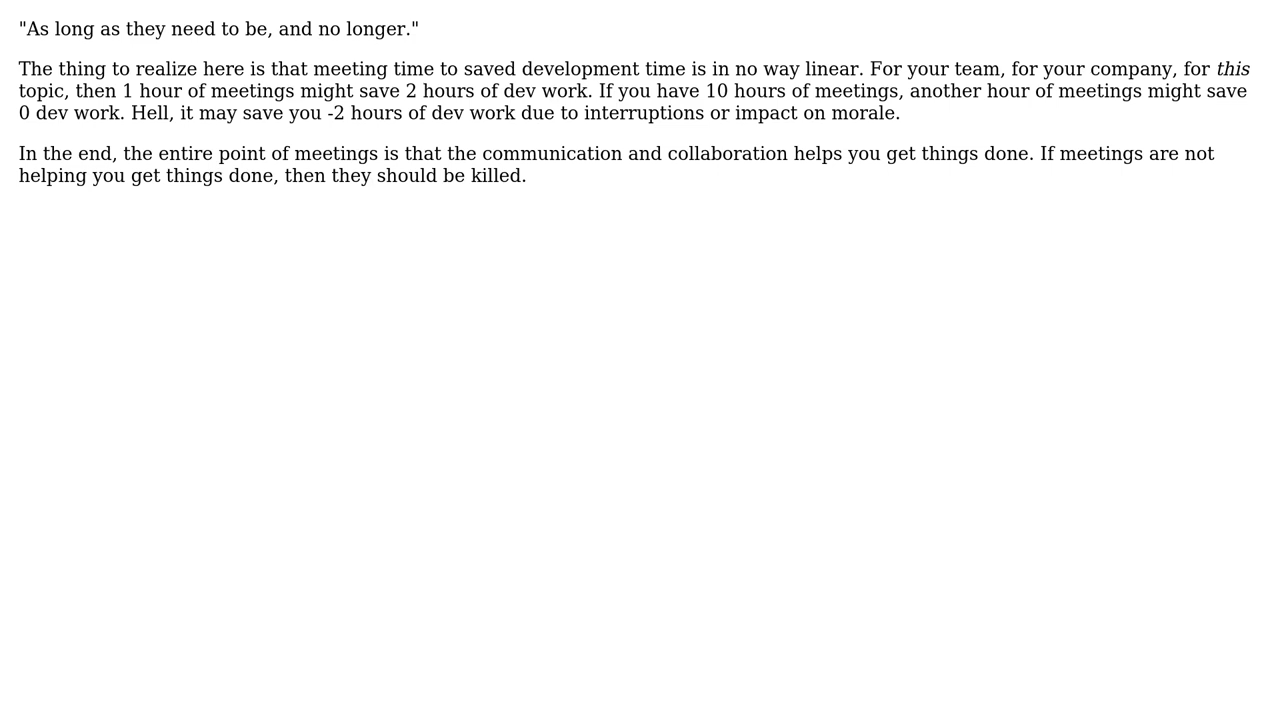 "As long as they need to be, and no longer."
The thing to realize here is that meeting time to saved development time is in no way linear. For your team, for your company, for this
topic, then 1 hour of meetings might save 2 hours of dev work. If you have 10 hours of meetings, another hour of meetings might save
0 dev work. Hell, it may save you -2 hours of dev work due to interruptions or impact on morale.
In the end, the entire point of meetings is that the communication and collaboration helps you get things done. If meetings are not
helping you get things done, then they should be killed.